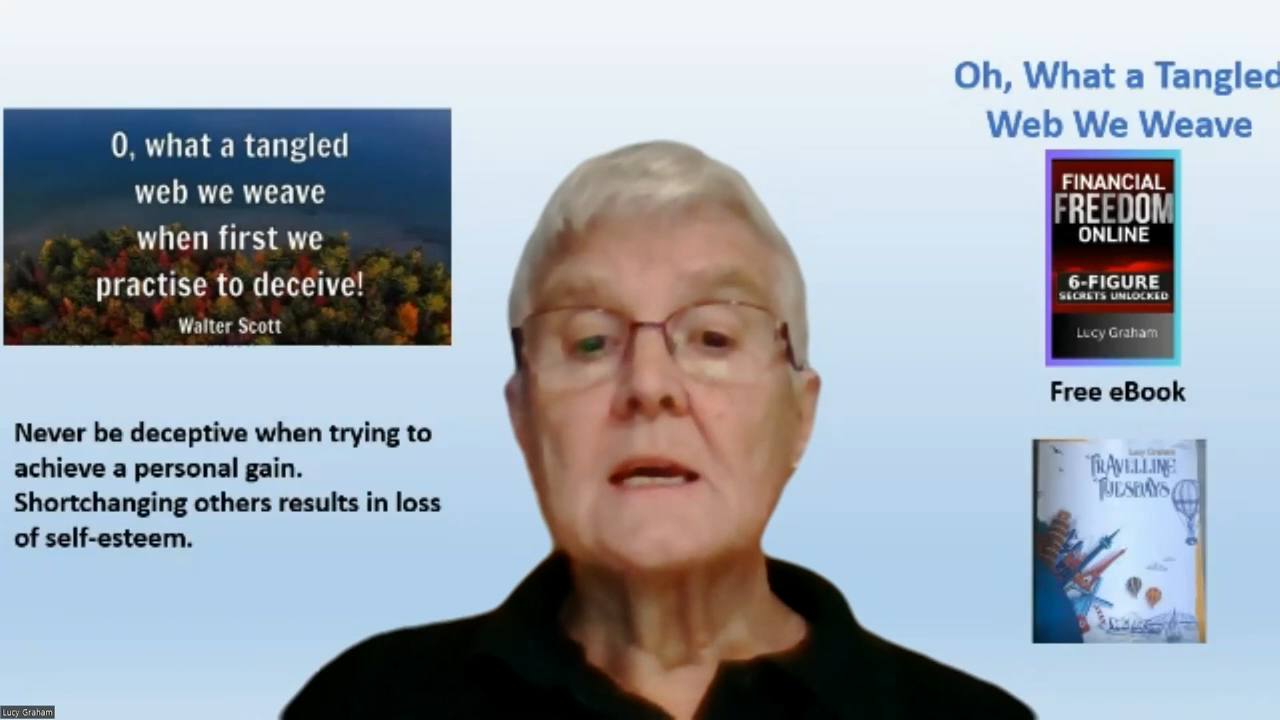 O, what a tangled
web we weave
when first we
practise to deceive!
Walter Scott
Never be deceptive when trying to
achieve a personal gain.
Shortchanging others results in loss
of self-esteem.
Oh, What a Tangled
Web We Weave
FINANCIAL
FREEDOM
ONLINE
6-FIGURE
SECRETS UNLOCKED
Lucy Graham
Free eBook
Lucy Graham
TRAVELLING
TUESDAYS
Lucy Graham